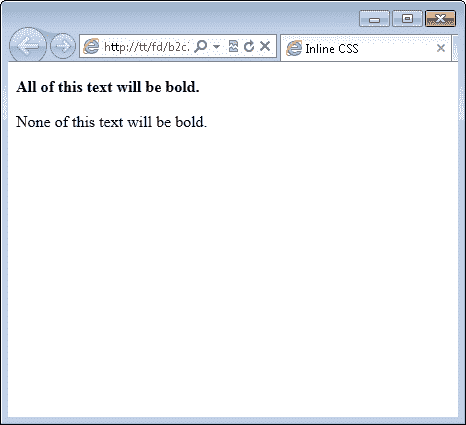 http://tt/fd/b2c:
Inline CSS
All of this text will be bold.
None of this text will be bold.